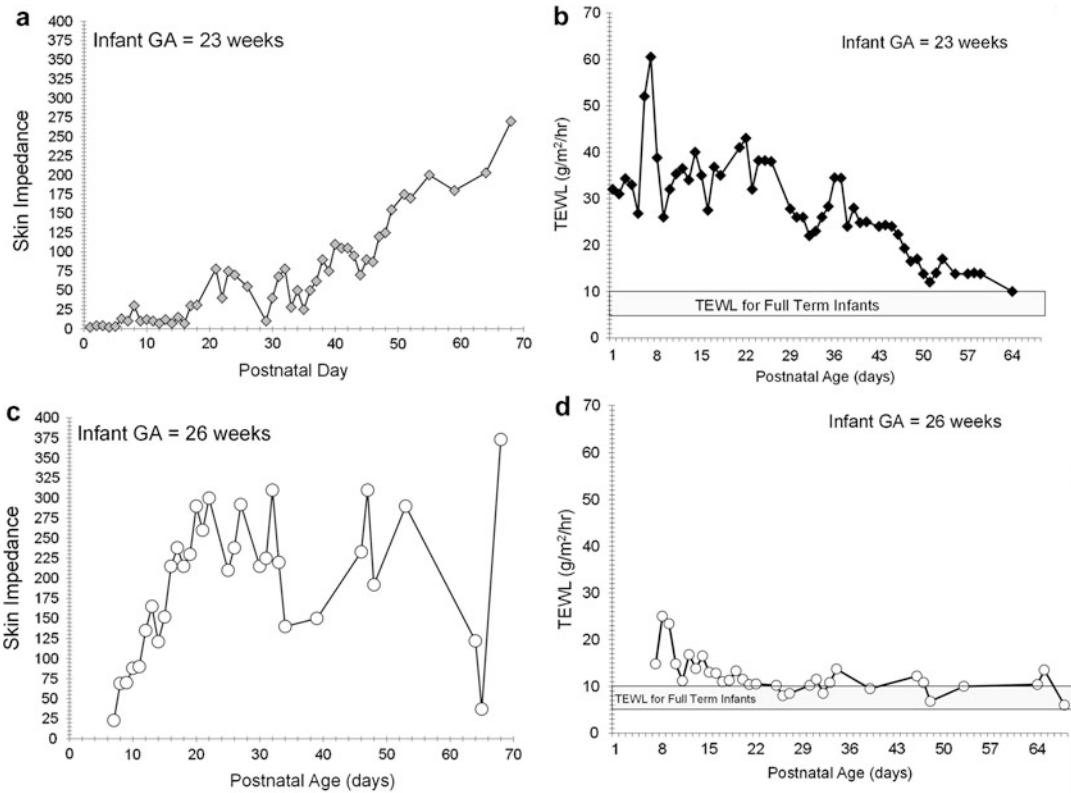 a
Infant GA = 23 weeks
Skin Impedance
400
375
350
325
300
275
250
225
200
175
150
125
100
75
50
25
0
0 10 20 30 40 50 60 70
Postnatal Day
b
Infant GA = 23 weeks
TEWL (g/m²/hr)
70
60
50
40
30
20
10
0
TEWL for Full Term Infants
1 8 15 22 29 36 43 50 57 64
Postnatal Age (days)
c
Infant GA = 26 weeks
Skin Impedance
400
375
350
325
300
275
250
225
200
175
150
125
100
75
50
25
0
0 10 20 30 40 50 60 70
Postnatal Age (days)
d
Infant GA = 26 weeks
TEWL (g/m²/hr)
70
60
50
40
30
20
10
0
TEWL for Full Term Infants
1 8 15 22 29 36 43 50 57 64
Postnatal Age (days)